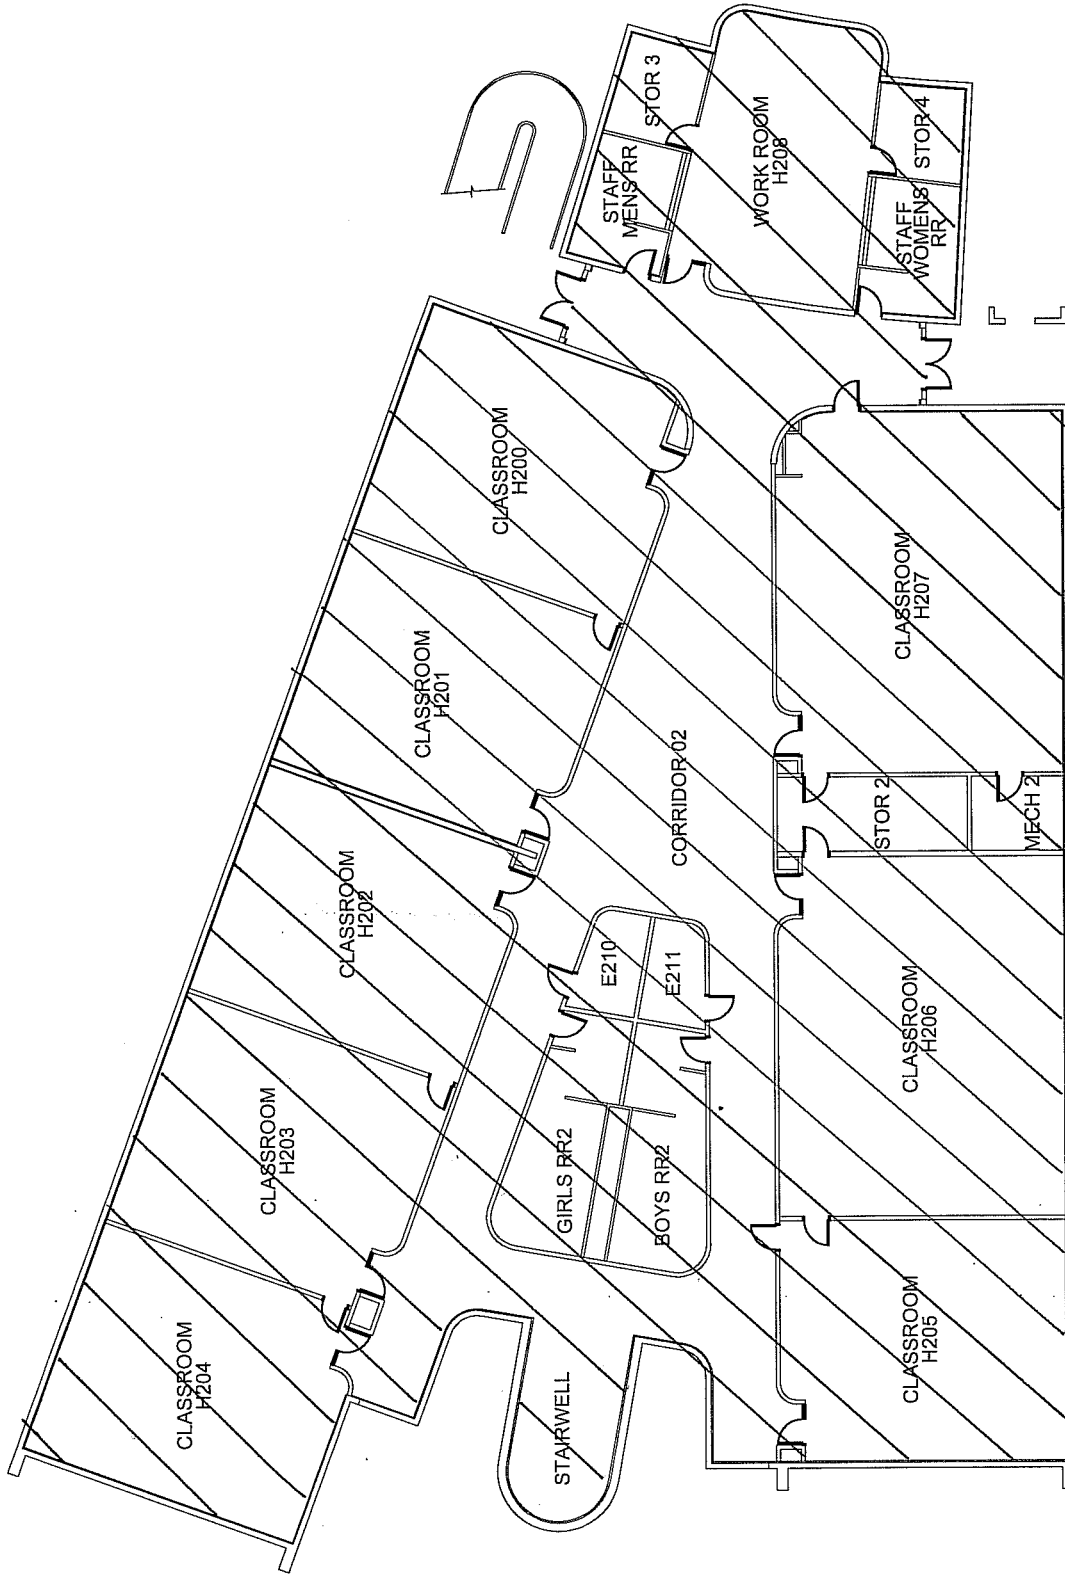 STOR 3
STAFF
MENS RR
WORK ROOM
H208
STOR 4
STAFF
WOMENS
RR
CLASSROOM
H200
CLASSROOM
H201
CLASSROOM
H202
CLASSROOM
H203
CLASSROOM
H204
CORRIDOR 02
E210
E211
GIRLS RR2
BOYS RR2
STAIRWELL
CLASSROOM
H207
STOR 2
MECH 2
CLASSROOM
H206
CLASSROOM
H205